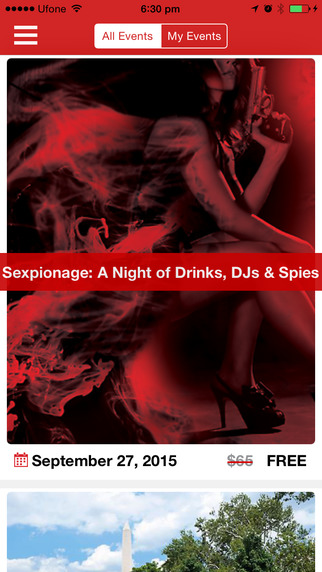 Ufone
6:30 pm
All Events
My Events
Sexpionage: A Night of Drinks, DJs & Spies
September 27, 2015
$65
FREE